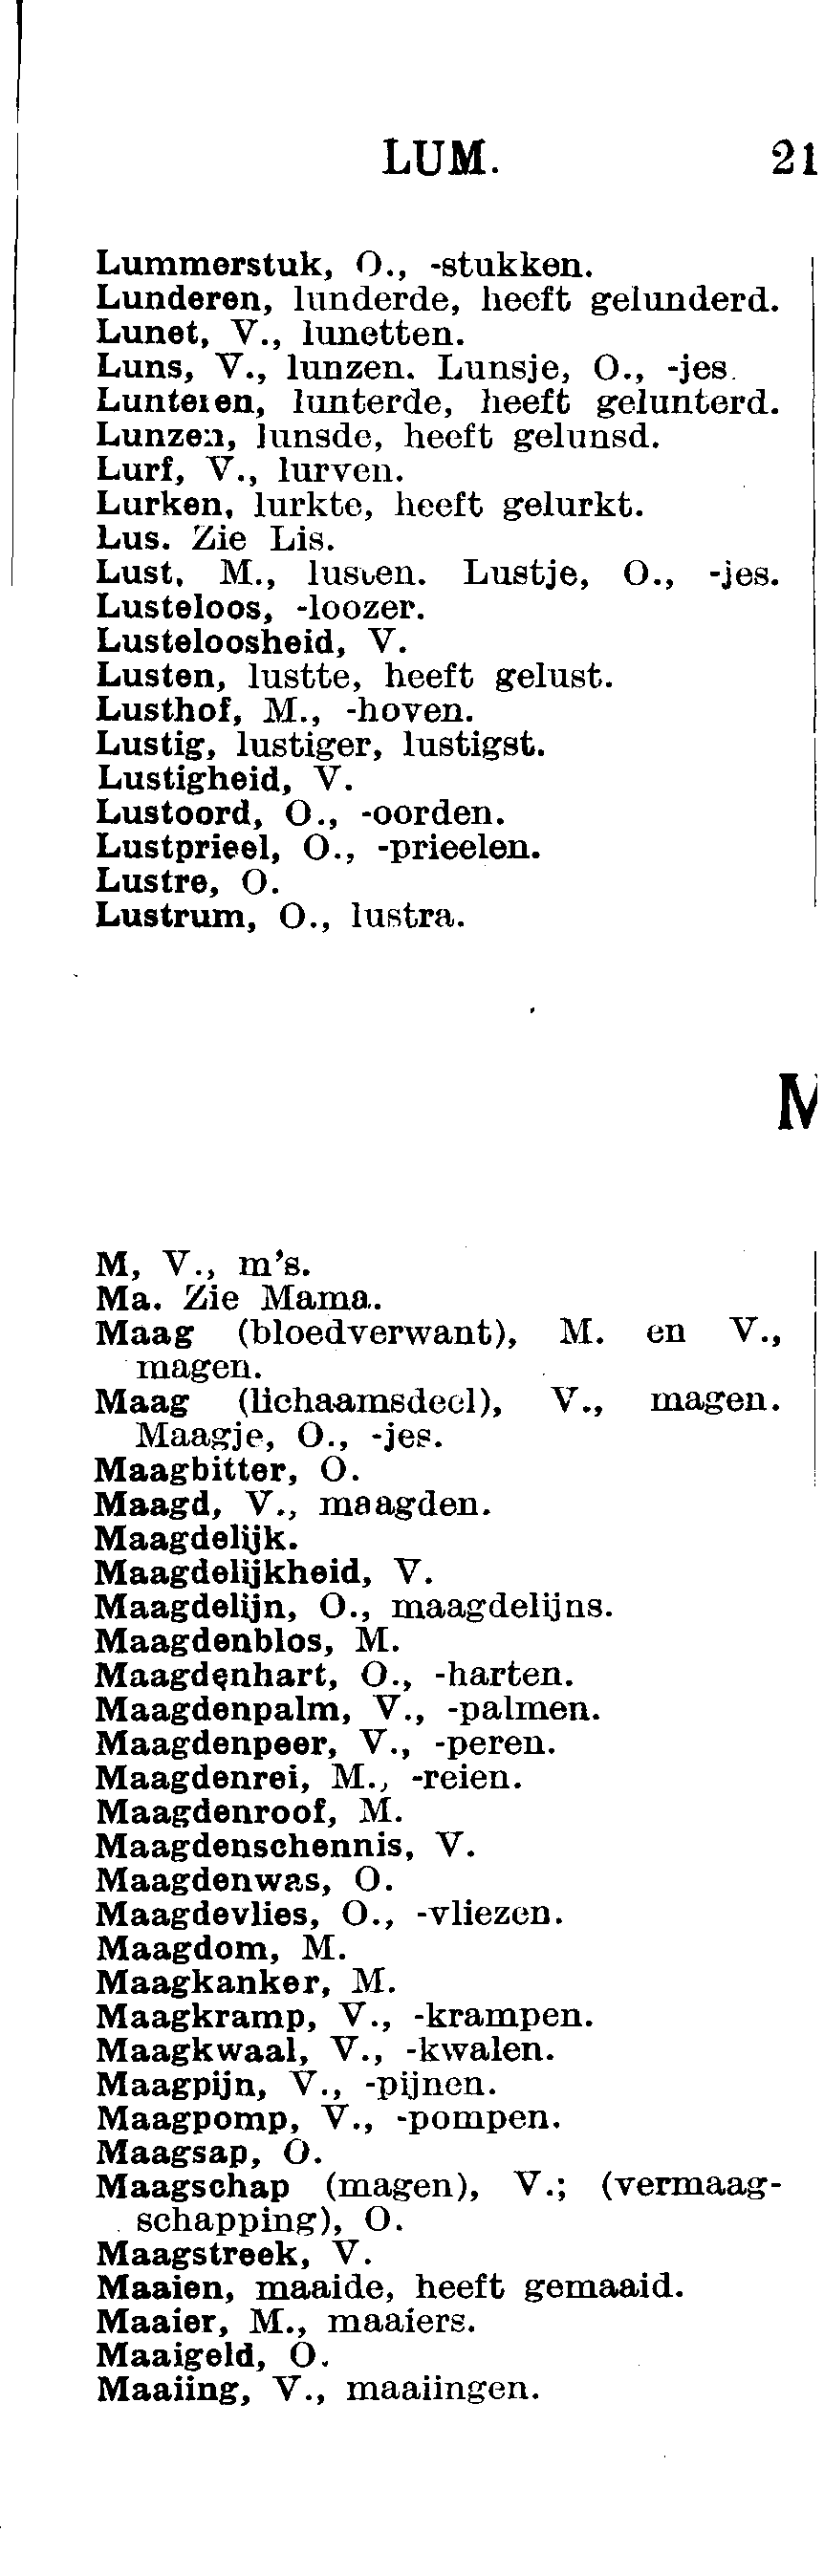 LUM. 21
Lummerstuk, O., -stukken.
Lunderen, lunderde, heeft gelunderd.
Lunet, V., lunetten.
Luns, V., lunzen. Lunsje, O., -jes.
Lunteren, lunterde, heeft gelunterd.
Lunzen, lunsde, heeft gelunsd.
Lurf, V., lurven.
Lurken, lurkte, heeft gelurkt.
Lus. Zie Lis.
Lust, M., lusten. Lustje, O., -jes.
Lusteloos, -loozer.
Lusteloosheid, V.
Lusten, lustte, heeft gelust.
Lusthof, M., -hoven.
Lustig, lustiger, lustigst.
Lustigheid, V.
Lustoord, O., -oorden.
Lustprieel, O., -prieelen.
Lustre, O.
Lustrum, O., lustra.
M
M, V., m's.
Ma. Zie Mama.
Maag (bloedverwant), M. en V.,
magen.
Maag (lichaamsdeel), V., magen.
Maagje, O., -jes.
Maagbitter, O.
Maagd, V., maagden.
Maagdelijk.
Maagdelijkheid, V.
Maagdelijn, O., maagdelijns.
Maagdenblos, M.
Maagdenhart, O., -harten.
Maagdenpalm, V., -palmen.
Maagdenpeer, V., -peren.
Maagdenrei, M., -reien.
Maagdenroof, M.
Maagdenschennis, V.
Maagdenwas, O.
Maagdevlies, O., -vliezen.
Maagdom, M.
Maagkanker, M.
Maagkramp, V., -krampen.
Maagkwaal, V., -kwalen.
Maagpijn, V., -pijnen.
Maagpomp, V., -pompen.
Maagsap, O.
Maagschap (magen), V.; (vermaag-
schapping), O.
Maagstreek, V.
Maaien, maaide, heeft gemaaid.
Maaier, M., maaiers.
Maaigeld, O.
Maaiing, V., maaiingen.